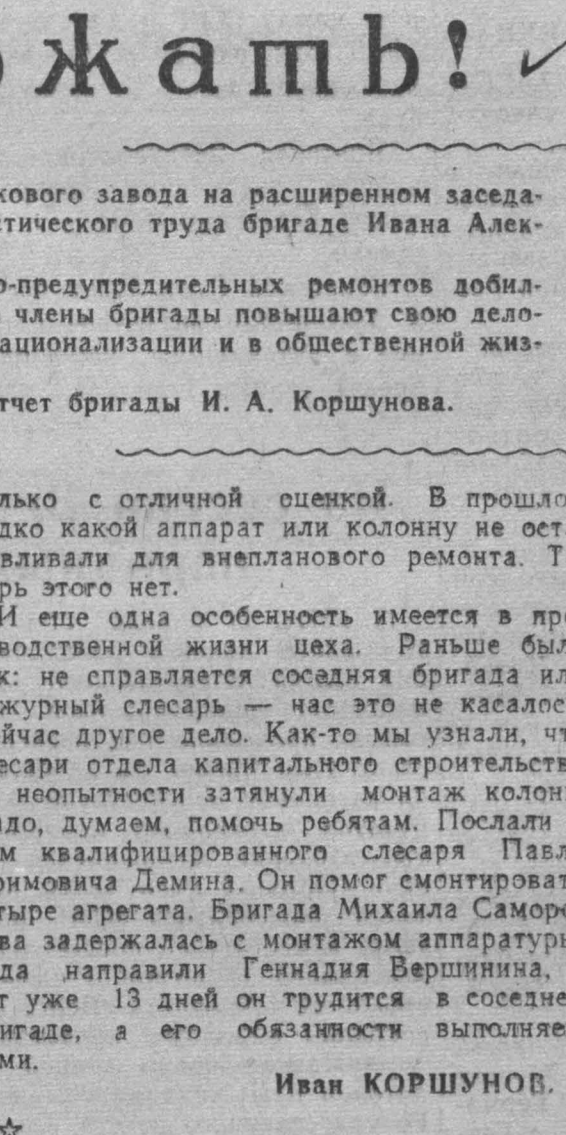 жать!
кового завода на расширенном заседа-
стического труда бригаде Ивана Алек-
о-предупредительных ремонтов добил-
члены бригады повышают свою дело-
ационализации и в общественной жиз-
тчет бригады И. А. Коршунова.
лько с отличной оценкой. В прошло
дко какой аппарат или колонну не ост
вливали для внепланового ремонта. Т
рь этого нет.
И еще одна особенность имеется в про
водственной жизни цеха. Раньше был
к: не справляется соседняя бригада ил
журный слесарь — нас это не касалос
йчас другое дело. Как-то мы узнали, чт
есари отдела капитального строительств
неопытности затянули монтаж колон
адо, думаем, помочь ребятам. Послали
м квалифицированного слесаря Павл
фимовича Демина. Он помог смонтироват
тыре агрегата. Бригада Михаила Саморо
ва задержалась с монтажом аппаратуры
да направили Геннадия Вершинина,
т уже 13 дней он трудится в соседне
игаде, а его обязанности выполняе
ми.
Иван КОРШУНОВ.